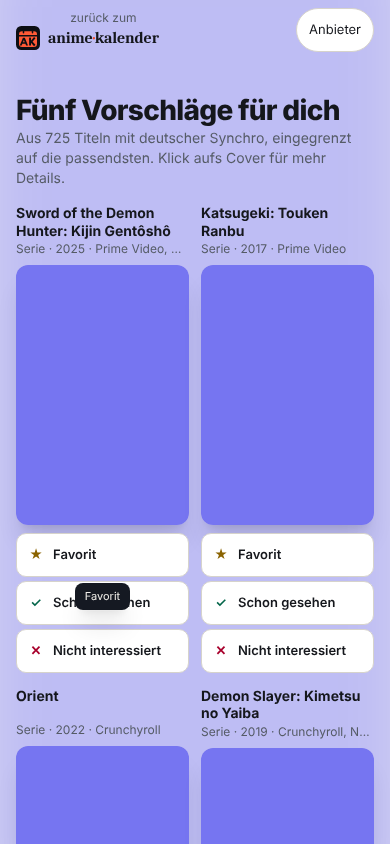 zurück zum
anime·kalender
Anbieter
Fünf Vorschläge für dich
Aus 725 Titeln mit deutscher Synchro, eingegrenzt
auf die passendsten. Klick aufs Cover für mehr
Details.
Sword of the Demon
Hunter: Kijin Gentôshô
Serie · 2025 · Prime Video, ...
Katsugeki: Touken
Ranbu
Serie · 2017 · Prime Video
★ Favorit
★ Favorit
Favorit
✓ Schon gesehen
✕ Nicht interessiert
✕ Nicht interessiert
Orient
Serie · 2022 · Crunchyroll
Demon Slayer: Kimetsu
no Yaiba
Serie · 2019 · Crunchyroll, N...